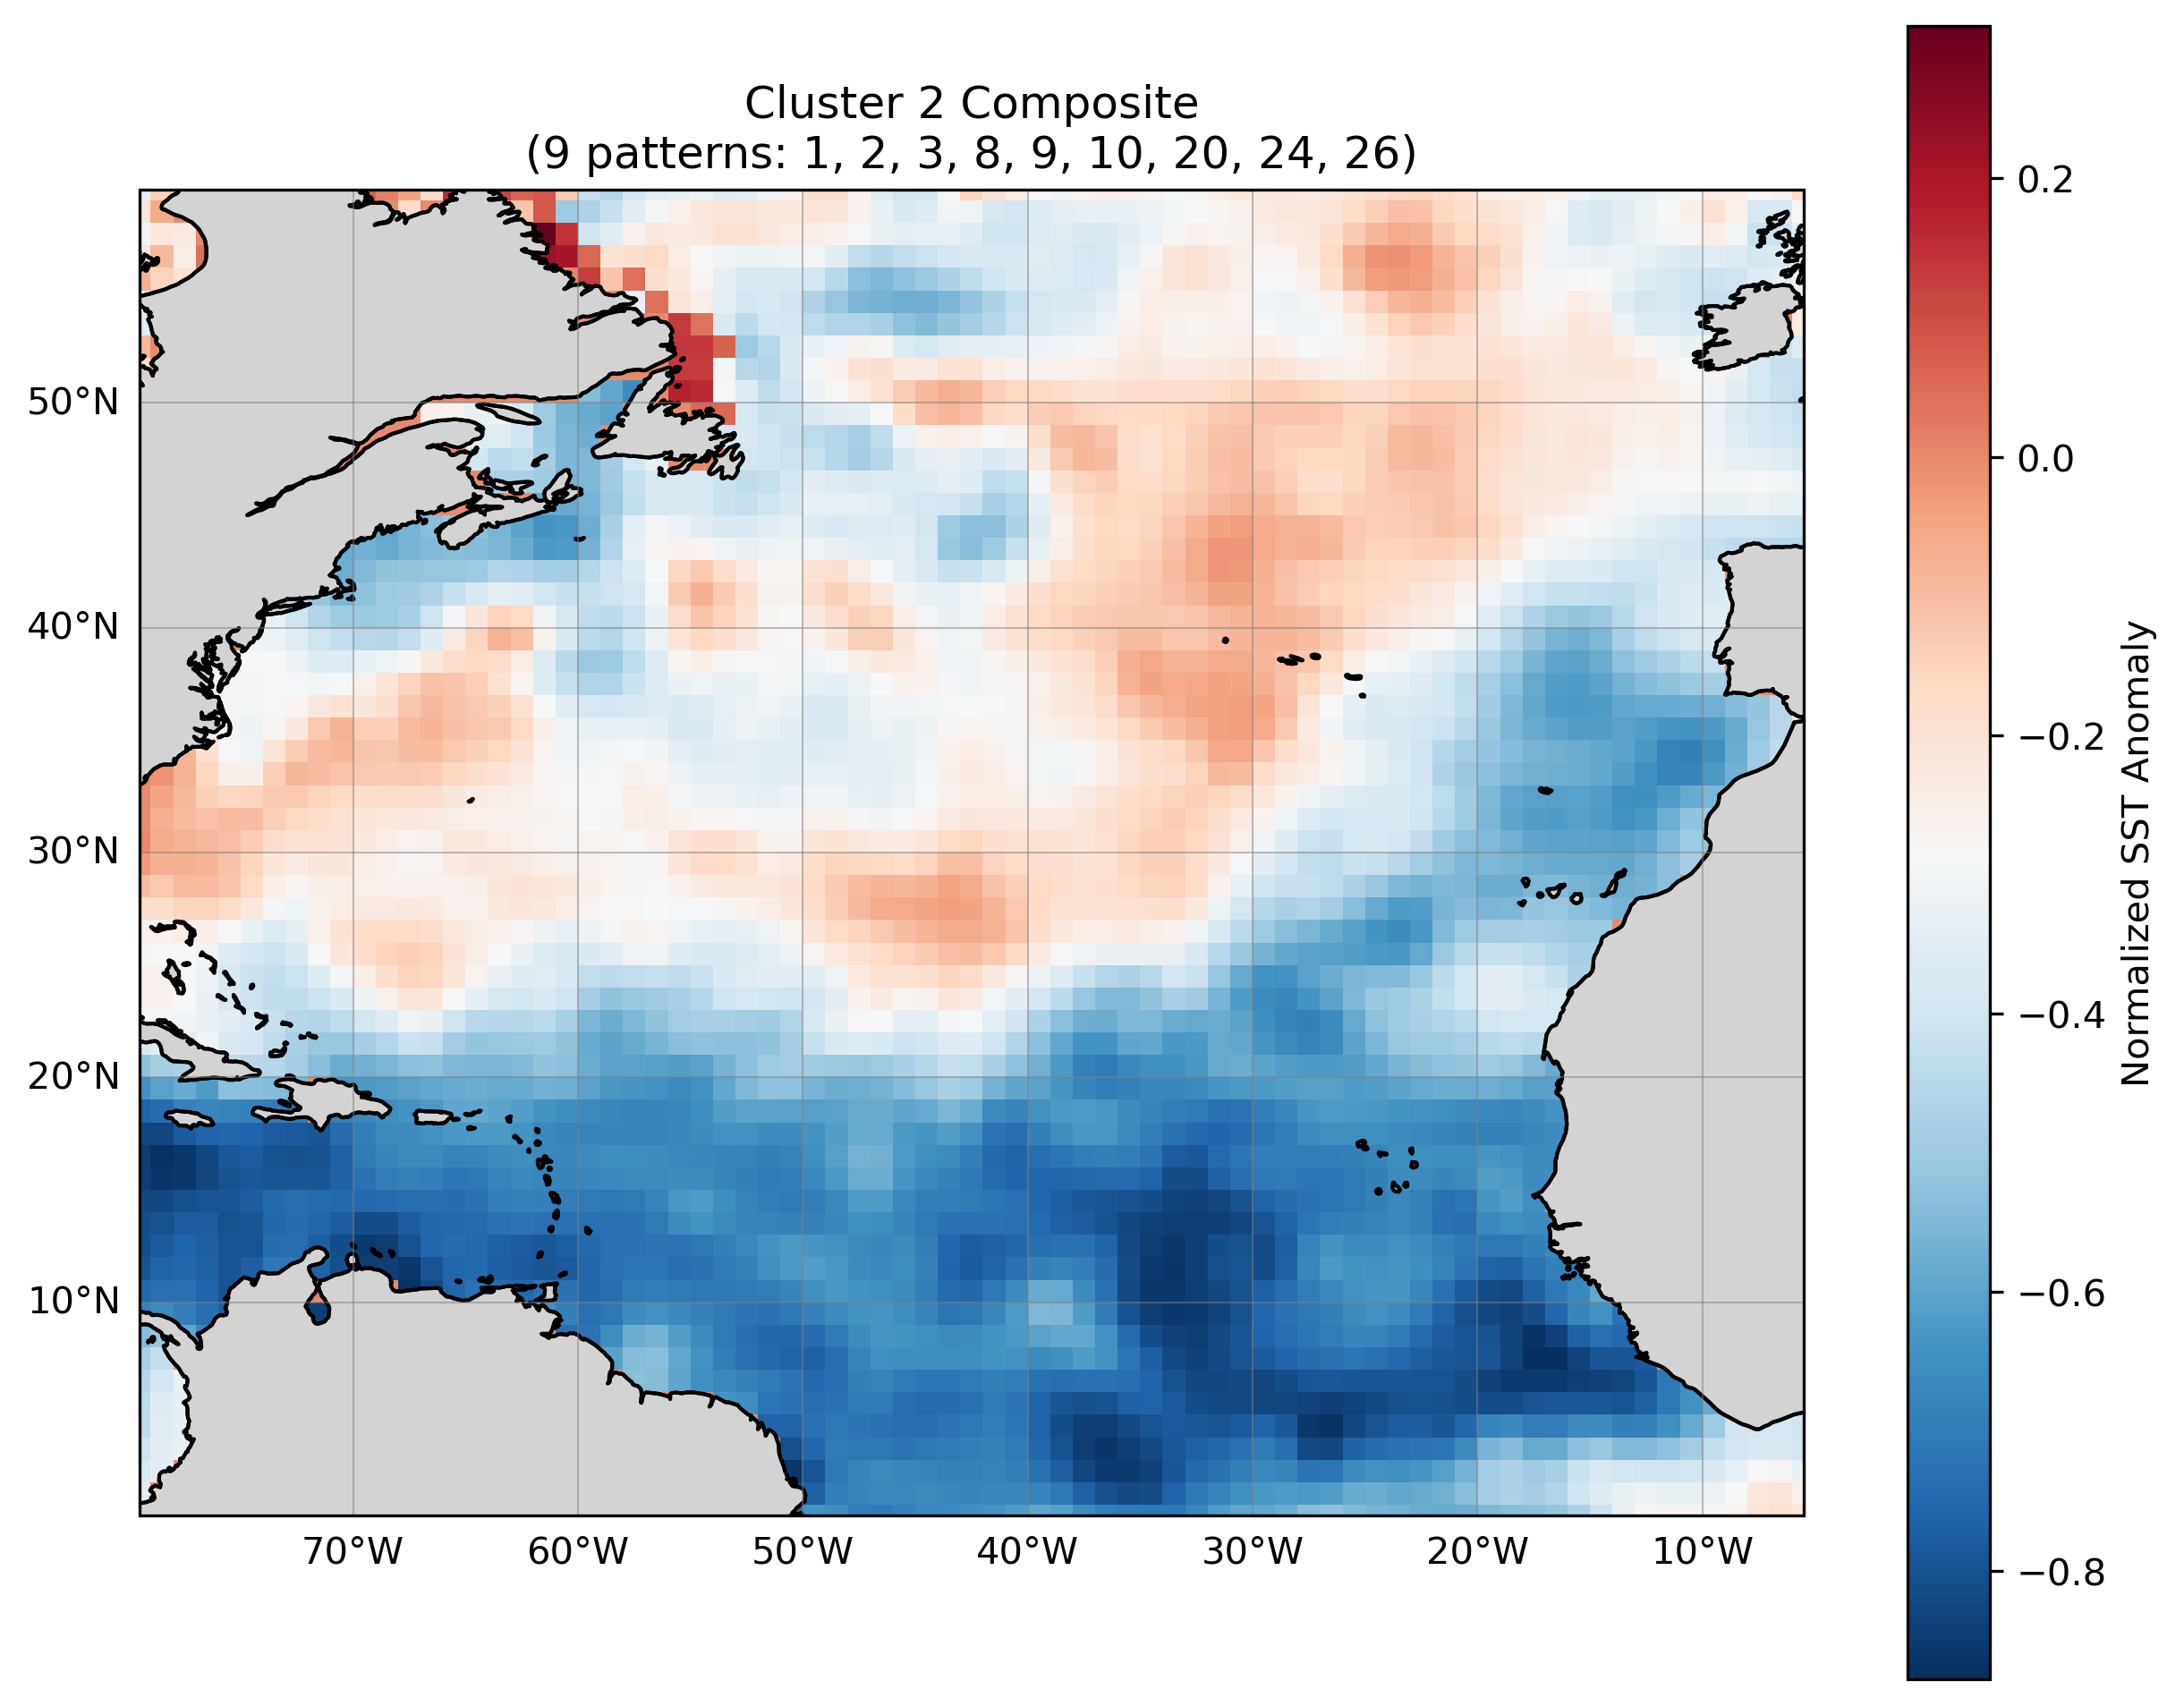 Cluster 2 Composite
(9 patterns: 1, 2, 3, 8, 9, 10, 20, 24, 26)
50°N
40°N
30°N
20°N
10°N
70°W
60°W
50°W
40°W
30°W
20°W
10°W
0.2
0.0
−0.2
−0.4
−0.6
−0.8
Normalized SST Anomaly